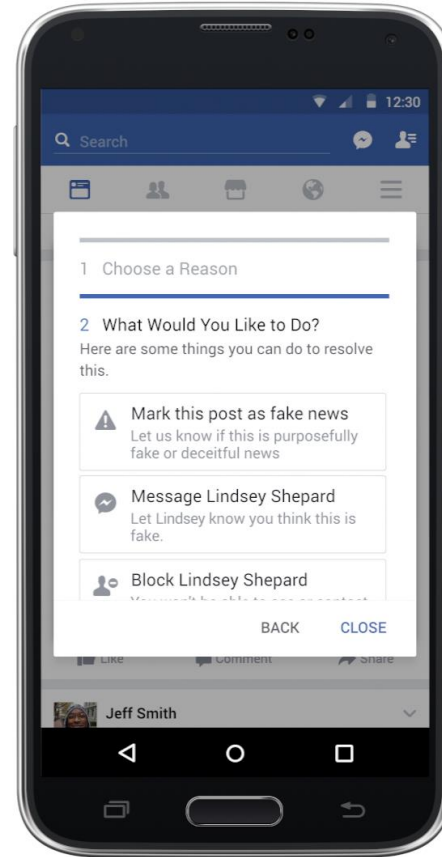 12:30
Search
1 Choose a Reason
2 What Would You Like to Do?
Here are some things you can do to resolve
this.
Mark this post as fake news
Let us know if this is purposefully
fake or deceitful news
Message Lindsey Shepard
Let Lindsey know you think this is
fake.
Block Lindsey Shepard
BACK CLOSE
Like Comment Share
Jeff Smith